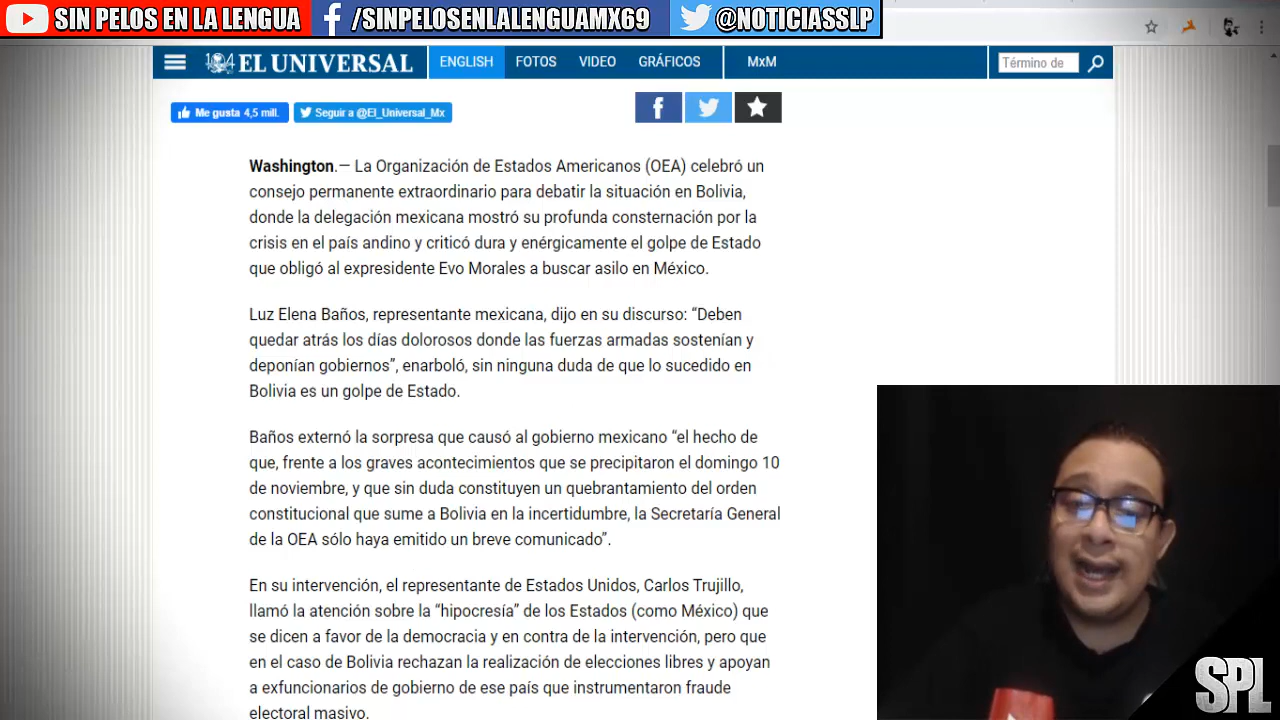 SIN PELOS EN LA LENGUA
/SINPELOSENLALENGUAMX69
@NOTICIASSLP
104 EL UNIVERSAL
ENGLISH FOTOS VIDEO GRÁFICOS MxM
Término de
Me gusta 4,5 mill.
Seguir a @El_Universal_Mx
Washington.— La Organización de Estados Americanos (OEA) celebró un
consejo permanente extraordinario para debatir la situación en Bolivia,
donde la delegación mexicana mostró su profunda consternación por la
crisis en el país andino y criticó dura y enérgicamente el golpe de Estado
que obligó al expresidente Evo Morales a buscar asilo en México.
Luz Elena Baños, representante mexicana, dijo en su discurso: “Deben
quedar atrás los días dolorosos donde las fuerzas armadas sostenían y
deponían gobiernos”, enarboló, sin ninguna duda de que lo sucedido en
Bolivia es un golpe de Estado.
Baños externó la sorpresa que causó al gobierno mexicano “el hecho de
que, frente a los graves acontecimientos que se precipitaron el domingo 10
de noviembre, y que sin duda constituyen un quebrantamiento del orden
constitucional que sume a Bolivia en la incertidumbre, la Secretaría General
de la OEA sólo haya emitido un breve comunicado”.
En su intervención, el representante de Estados Unidos, Carlos Trujillo,
llamó la atención sobre la “hipocresía” de los Estados (como México) que
se dicen a favor de la democracia y en contra de la intervención, pero que
en el caso de Bolivia rechazan la realización de elecciones libres y apoyan
a exfuncionarios de gobierno de ese país que instrumentaron fraude
electoral masivo.
SPL